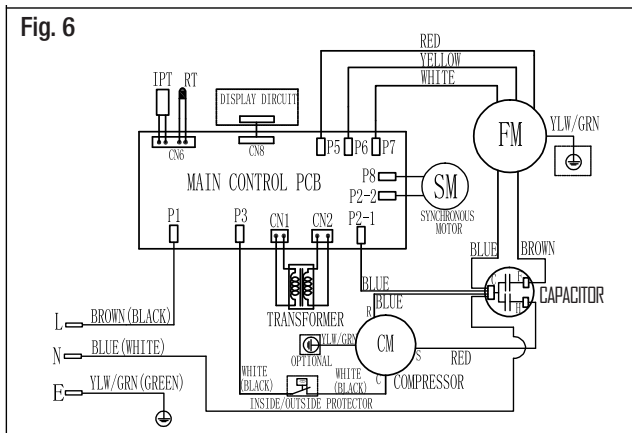 Fig. 6
RED
YELLOW
WHITE
IPT
RT
DISPLAY DIRCUIT
CN6
CN8
P5
P6
P7
FM
YLW/GRN
MAIN CONTROL PCB
P8
P2-2
SM
SYNCHRONOUS
MOTOR
P1
P3
CN1
CN2
P2-1
BLUE
BROWN
TRANSFORMER
BLUE
BLUE
C
F
H
CAPACITOR
L
BROWN(BLACK)
R
YLW/GRN
OPTIONAL
CM
S
RED
N
BLUE(WHITE)
C
COMPRESSOR
E
YLW/GRN(GREEN)
WHITE
(BLACK)
WHITE
(BLACK)
INSIDE/OUTSIDE PROTECTOR